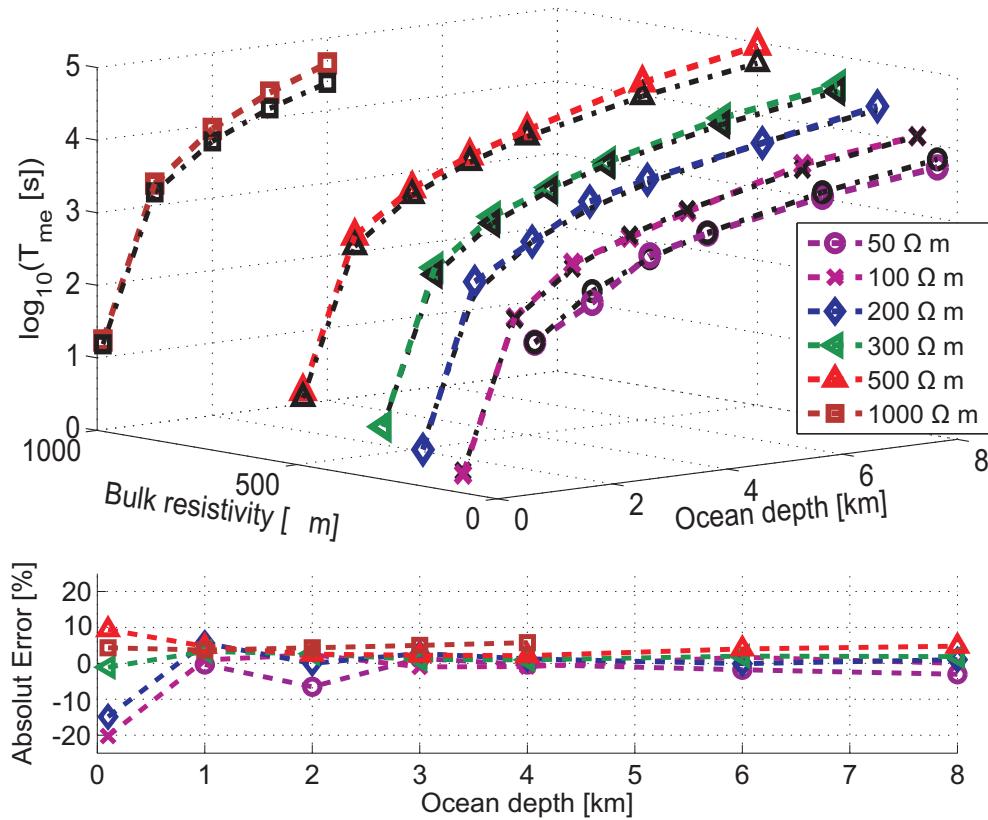 5
4
3
2
1
0
log10(Tme [s])
1000
500
0
Bulk resistivity [ m]
0
2
4
6
8
Ocean depth [km]
50 Ω m
100 Ω m
200 Ω m
300 Ω m
500 Ω m
1000 Ω m
20
10
0
-10
-20
Absolut Error [%]
0 1 2 3 4 5 6 7 8
Ocean depth [km]